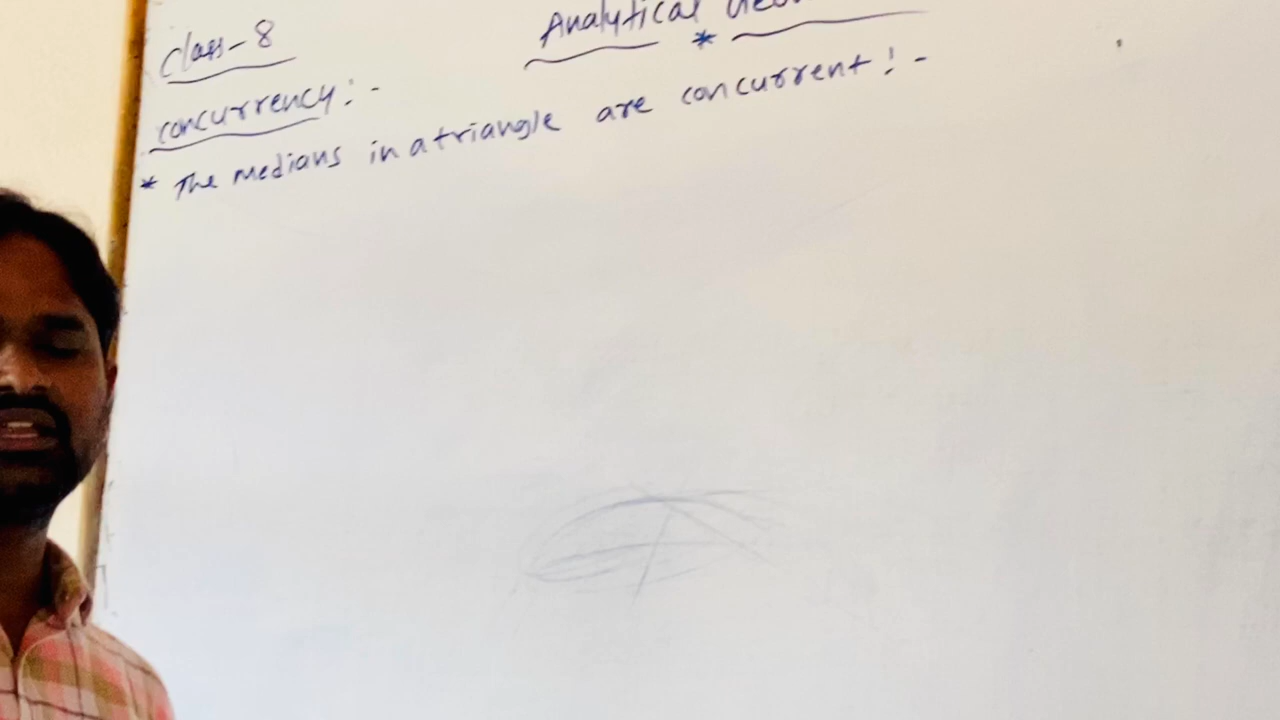 Class-8
Analytical
*
concurrency:-
* The medians in a triangle are concurrent:-